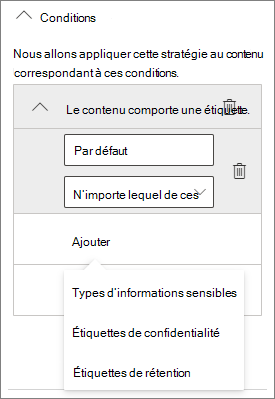 Conditions
Nous allons appliquer cette stratégie au contenu
correspondant à ces conditions.
Le contenu comporte une étiquette.
Par défaut
N'importe lequel de ces
Ajouter
Types d'informations sensibles
Étiquettes de confidentialité
Étiquettes de rétention